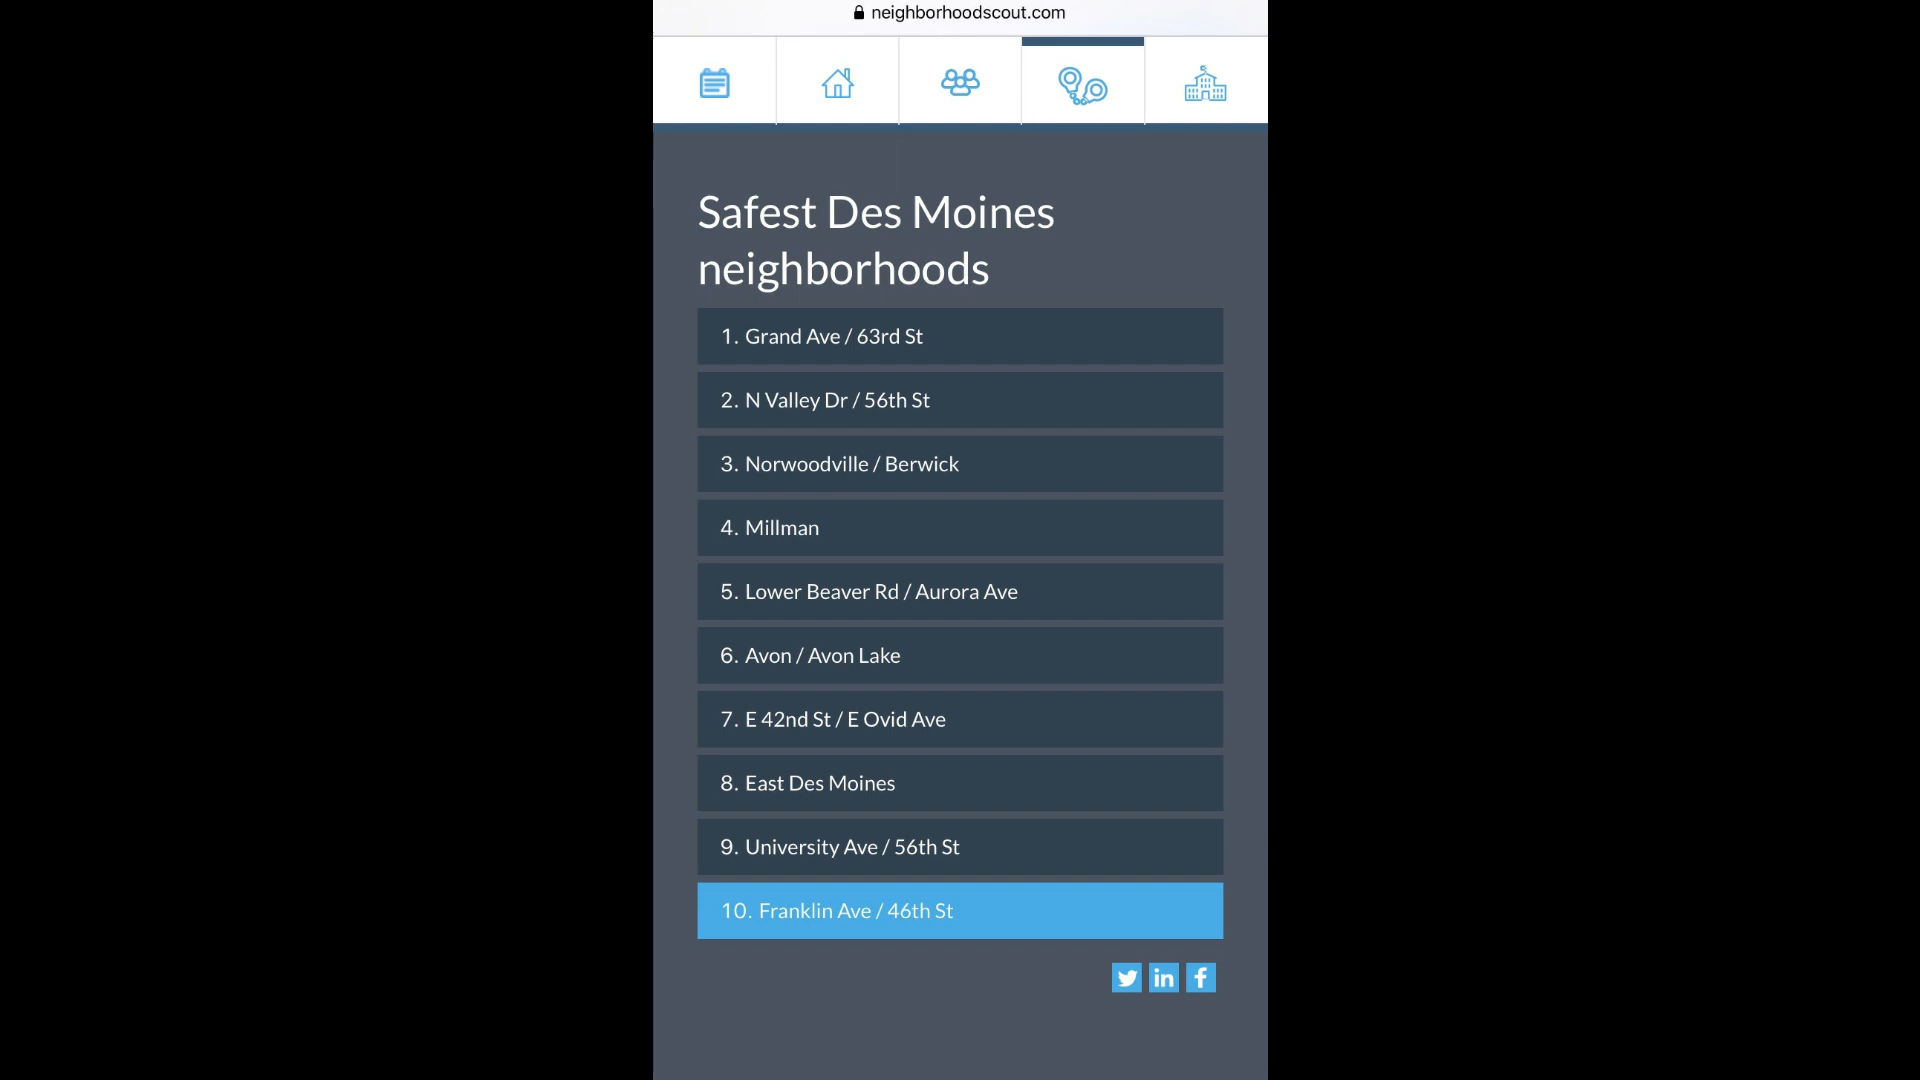 neighborhoodscout.com
Safest Des Moines
neighborhoods
1. Grand Ave / 63rd St
2. N Valley Dr / 56th St
3. Norwoodville / Berwick
4. Millman
5. Lower Beaver Rd / Aurora Ave
6. Avon / Avon Lake
7. E 42nd St / E Ovid Ave
8. East Des Moines
9. University Ave / 56th St
10. Franklin Ave / 46th St